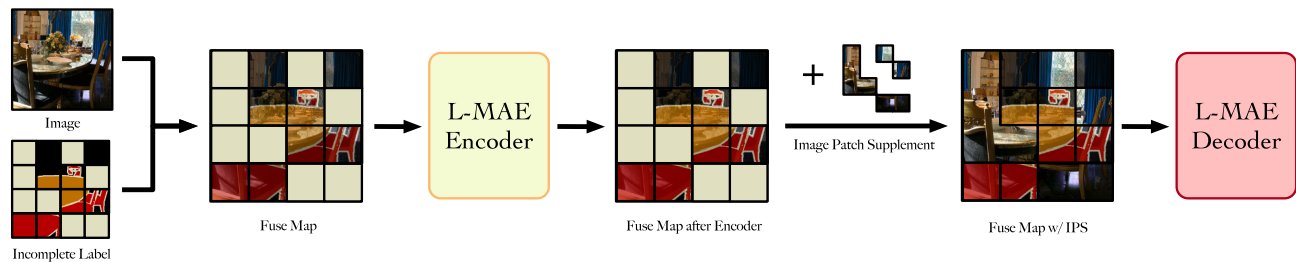 Image
Incomplete Label
Fuse Map
L-MAE
Encoder
Fuse Map after Encoder
+
Image Patch Supplement
Fuse Map w/ IPS
L-MAE
Decoder